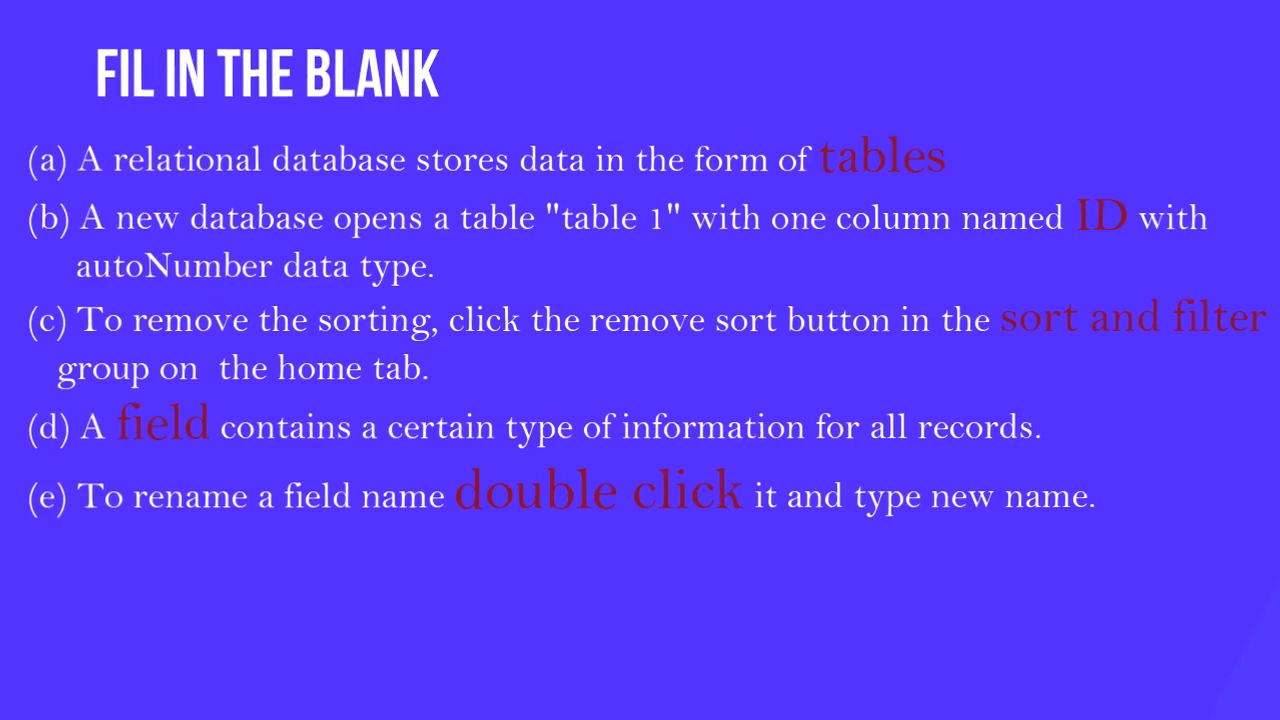 FIL IN THE BLANK
(a) A relational database stores data in the form of tables
(b) A new database opens a table "table 1" with one column named ID with
autoNumber data type.
(c) To remove the sorting, click the remove sort button in the sort and filter
group on the home tab.
(d) A field contains a certain type of information for all records.
(e) To rename a field name double click it and type new name.